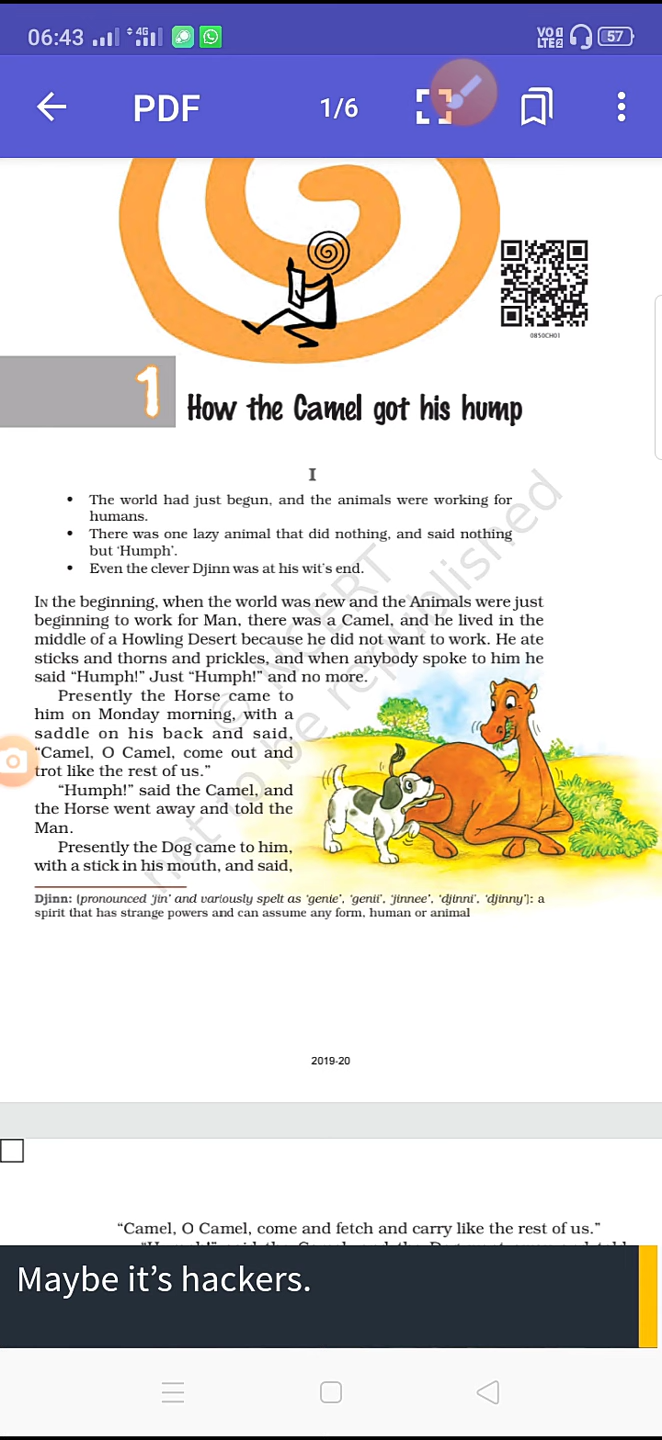 06:43
4G
VO
LTE2
57
PDF
1/6
0850CH01
1
How the Camel got his hump
I
• The world had just begun, and the animals were working for
humans.
• There was one lazy animal that did nothing, and said nothing
but ‘Humph’.
• Even the clever Djinn was at his wit’s end.
IN the beginning, when the world was new and the Animals were just
beginning to work for Man, there was a Camel, and he lived in the
middle of a Howling Desert because he did not want to work. He ate
sticks and thorns and prickles, and when anybody spoke to him he
said “Humph!” Just “Humph!” and no more.
Presently the Horse came to
him on Monday morning, with a
saddle on his back and said,
“Camel, O Camel, come out and
trot like the rest of us.”
“Humph!” said the Camel, and
the Horse went away and told the
Man.
Presently the Dog came to him,
with a stick in his mouth, and said,
© NCERT
not to be republished
Djinn: (pronounced ‘jin’ and variously spelt as ‘genie’, ‘genii’, ‘jinnee’, ‘djinni’, ‘djinny’): a
spirit that has strange powers and can assume any form, human or animal
2019-20
“Camel, O Camel, come and fetch and carry like the rest of us.”
Maybe it’s hackers.